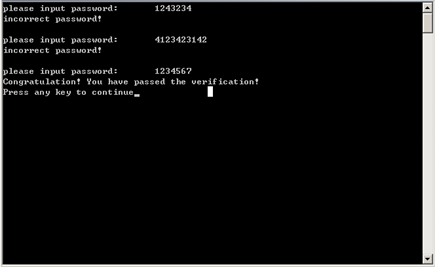 please input password:      1243234
incorrect password!
please input password:      4123423142
incorrect password!
please input password:      1234567
Congratulation! You have passed the verification!
Press any key to continue_